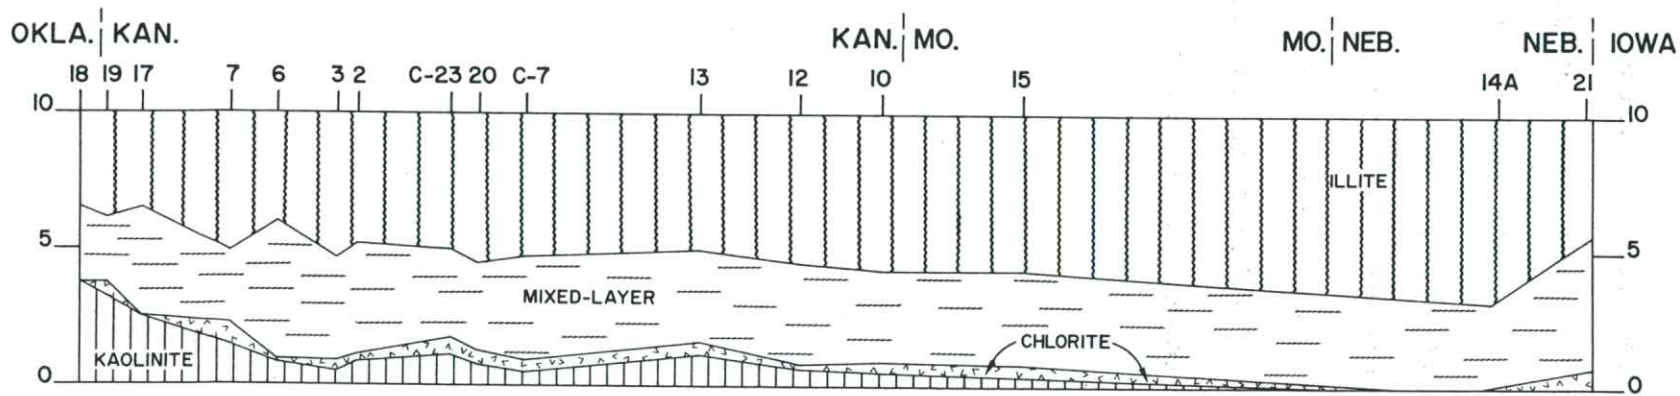 OKLA. KAN. KAN. MO. MO. NEB. NEB. IOWA
18 19 17 7 6 3 2 C-23 20 C-7 13 12 10 15 14A 21
10 10
ILLITE
5 5
MIXED-LAYER
CHLORITE
KAOLINITE
0 0